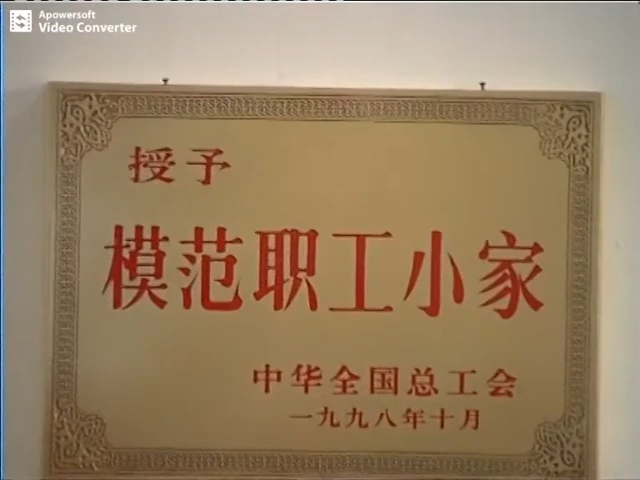 Apowersoft
Video Converter
授予
模范职工小家
中华全国总工会
一九九八年十月